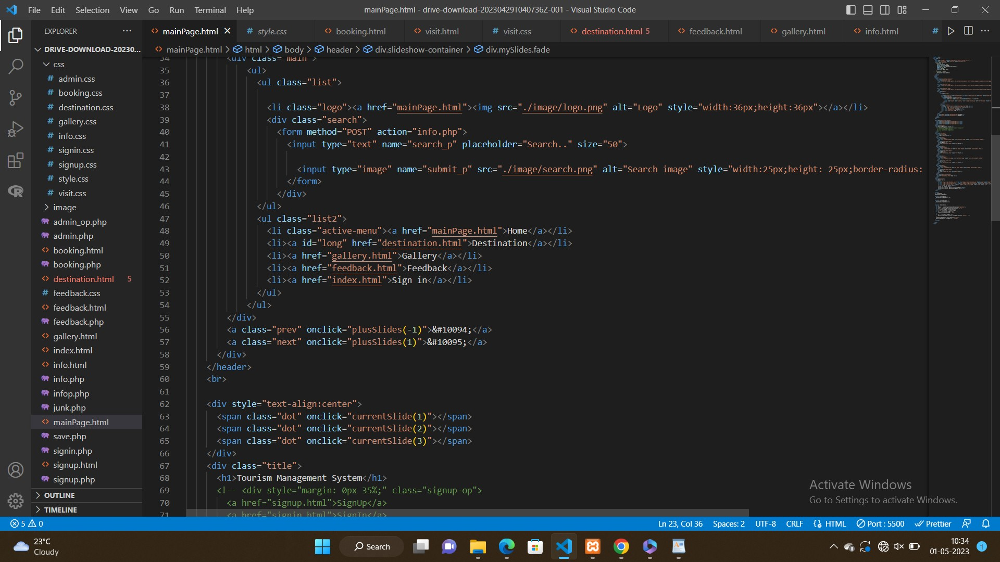 File Edit Selection View Go Run Terminal Help
mainPage.html - drive-download-20230429T040736Z-001 - Visual Studio Code
EXPLORER
mainPage.html
style.css
booking.html
visit.html
visit.css
destination.html 5
feedback.html
gallery.html
info.html
mainPage.html > html > body > header > div.slideshow-container > div.mySlides.fade
DRIVE-DOWNLOAD-20230...
css
admin.css
booking.css
destination.css
gallery.css
info.css
signin.css
signup.css
style.css
visit.css
image
admin_op.php
admin.php
booking.html
booking.php
destination.html 5
feedback.css
feedback.html
feedback.php
gallery.html
index.html
info.html
info.php
infop.php
junk.php
mainPage.html
save.php
signin.php
signup.html
signup.php
OUTLINE
TIMELINE
34 <div class="main">
35 <ul>
36 <ul class="list">
37
38 <li class="logo"><a href="mainPage.html"><img src="./image/logo.png" alt="Logo" style="width:36px;height:36px"></a></li>
39 <div class="search">
40 <form method="POST" action="info.php">
41 <input type="text" name="search_p" placeholder="Search.." size="50">
42
43 <input type="image" name="submit_p" src="./image/search.png" alt="Search image" style="width:25px;height: 25px;border-radius:
44 </form>
45 </div>
46 </ul>
47 <ul class="list2">
48 <li class="active-menu"><a href="mainPage.html">Home</a></li>
49 <li><a id="long" href="destination.html">Destination</a></li>
50 <li><a href="gallery.html">Gallery</a></li>
51 <li><a href="feedback.html">Feedback</a></li>
52 <li><a href="index.html">Sign in</a></li>
53 </ul>
54 </ul>
55 </div>
56 <a class="prev" onclick="plusSlides(-1)">&#10094;</a>
57 <a class="next" onclick="plusSlides(1)">&#10095;</a>
58 </div>
59 </header>
60 <br>
61
62 <div style="text-align:center">
63 <span class="dot" onclick="currentSlide(1)"></span>
64 <span class="dot" onclick="currentSlide(2)"></span>
65 <span class="dot" onclick="currentSlide(3)"></span>
66 </div>
67 <div class="title">
68 <h1>Tourism Management System</h1>
69 <!-- <div style="margin: 0px 35%;" class="signup-op">
70 <a href="signup.html">SignUp</a>
71 <a href="signin.html">SignIn</a>
Activate Windows
Go to Settings to activate Windows.
5 0
Ln 23, Col 36 Spaces: 2 UTF-8 CRLF HTML Port : 5500 Prettier
23°C
Cloudy
Search
10:34
01-05-2023
1